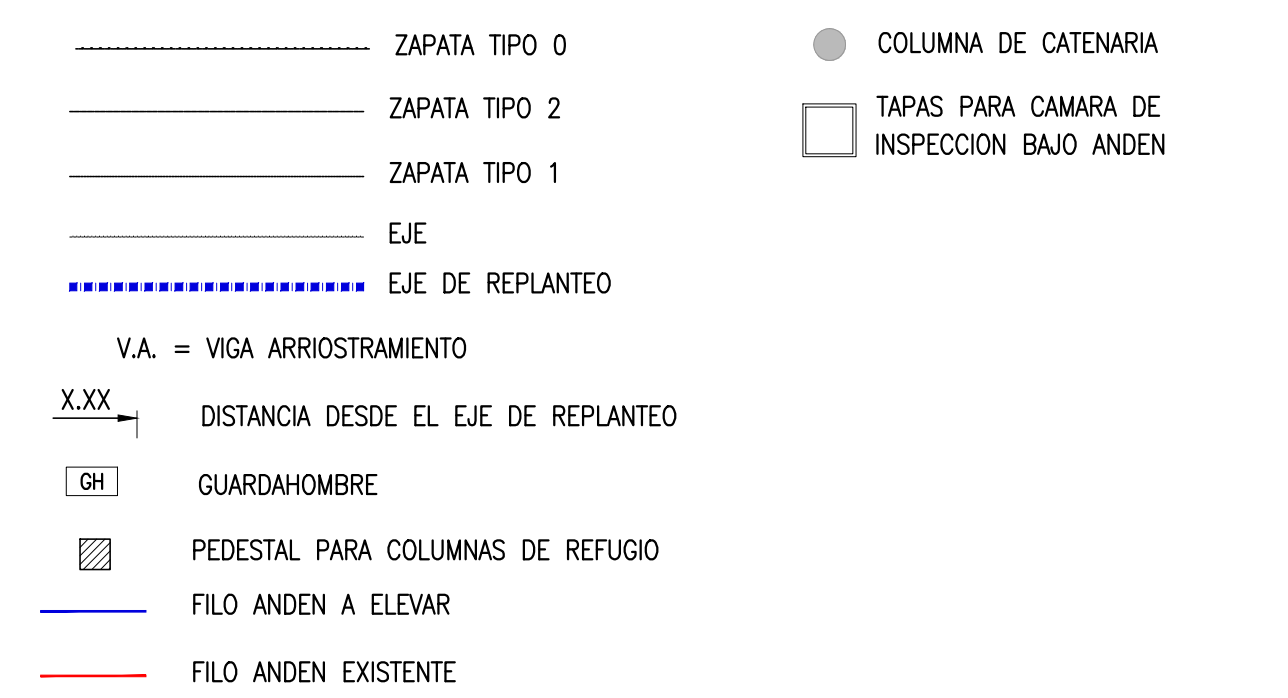 ZAPATA TIPO 0
ZAPATA TIPO 2
ZAPATA TIPO 1
EJE
EJE DE REPLANTEO
V.A. = VIGA ARRIOSTRAMIENTO
X.XX
DISTANCIA DESDE EL EJE DE REPLANTEO
GH
GUARDAHOMBRE
PEDESTAL PARA COLUMNAS DE REFUGIO
FILO ANDEN A ELEVAR
FILO ANDEN EXISTENTE
COLUMNA DE CATENARIA
TAPAS PARA CAMARA DE
INSPECCION BAJO ANDEN